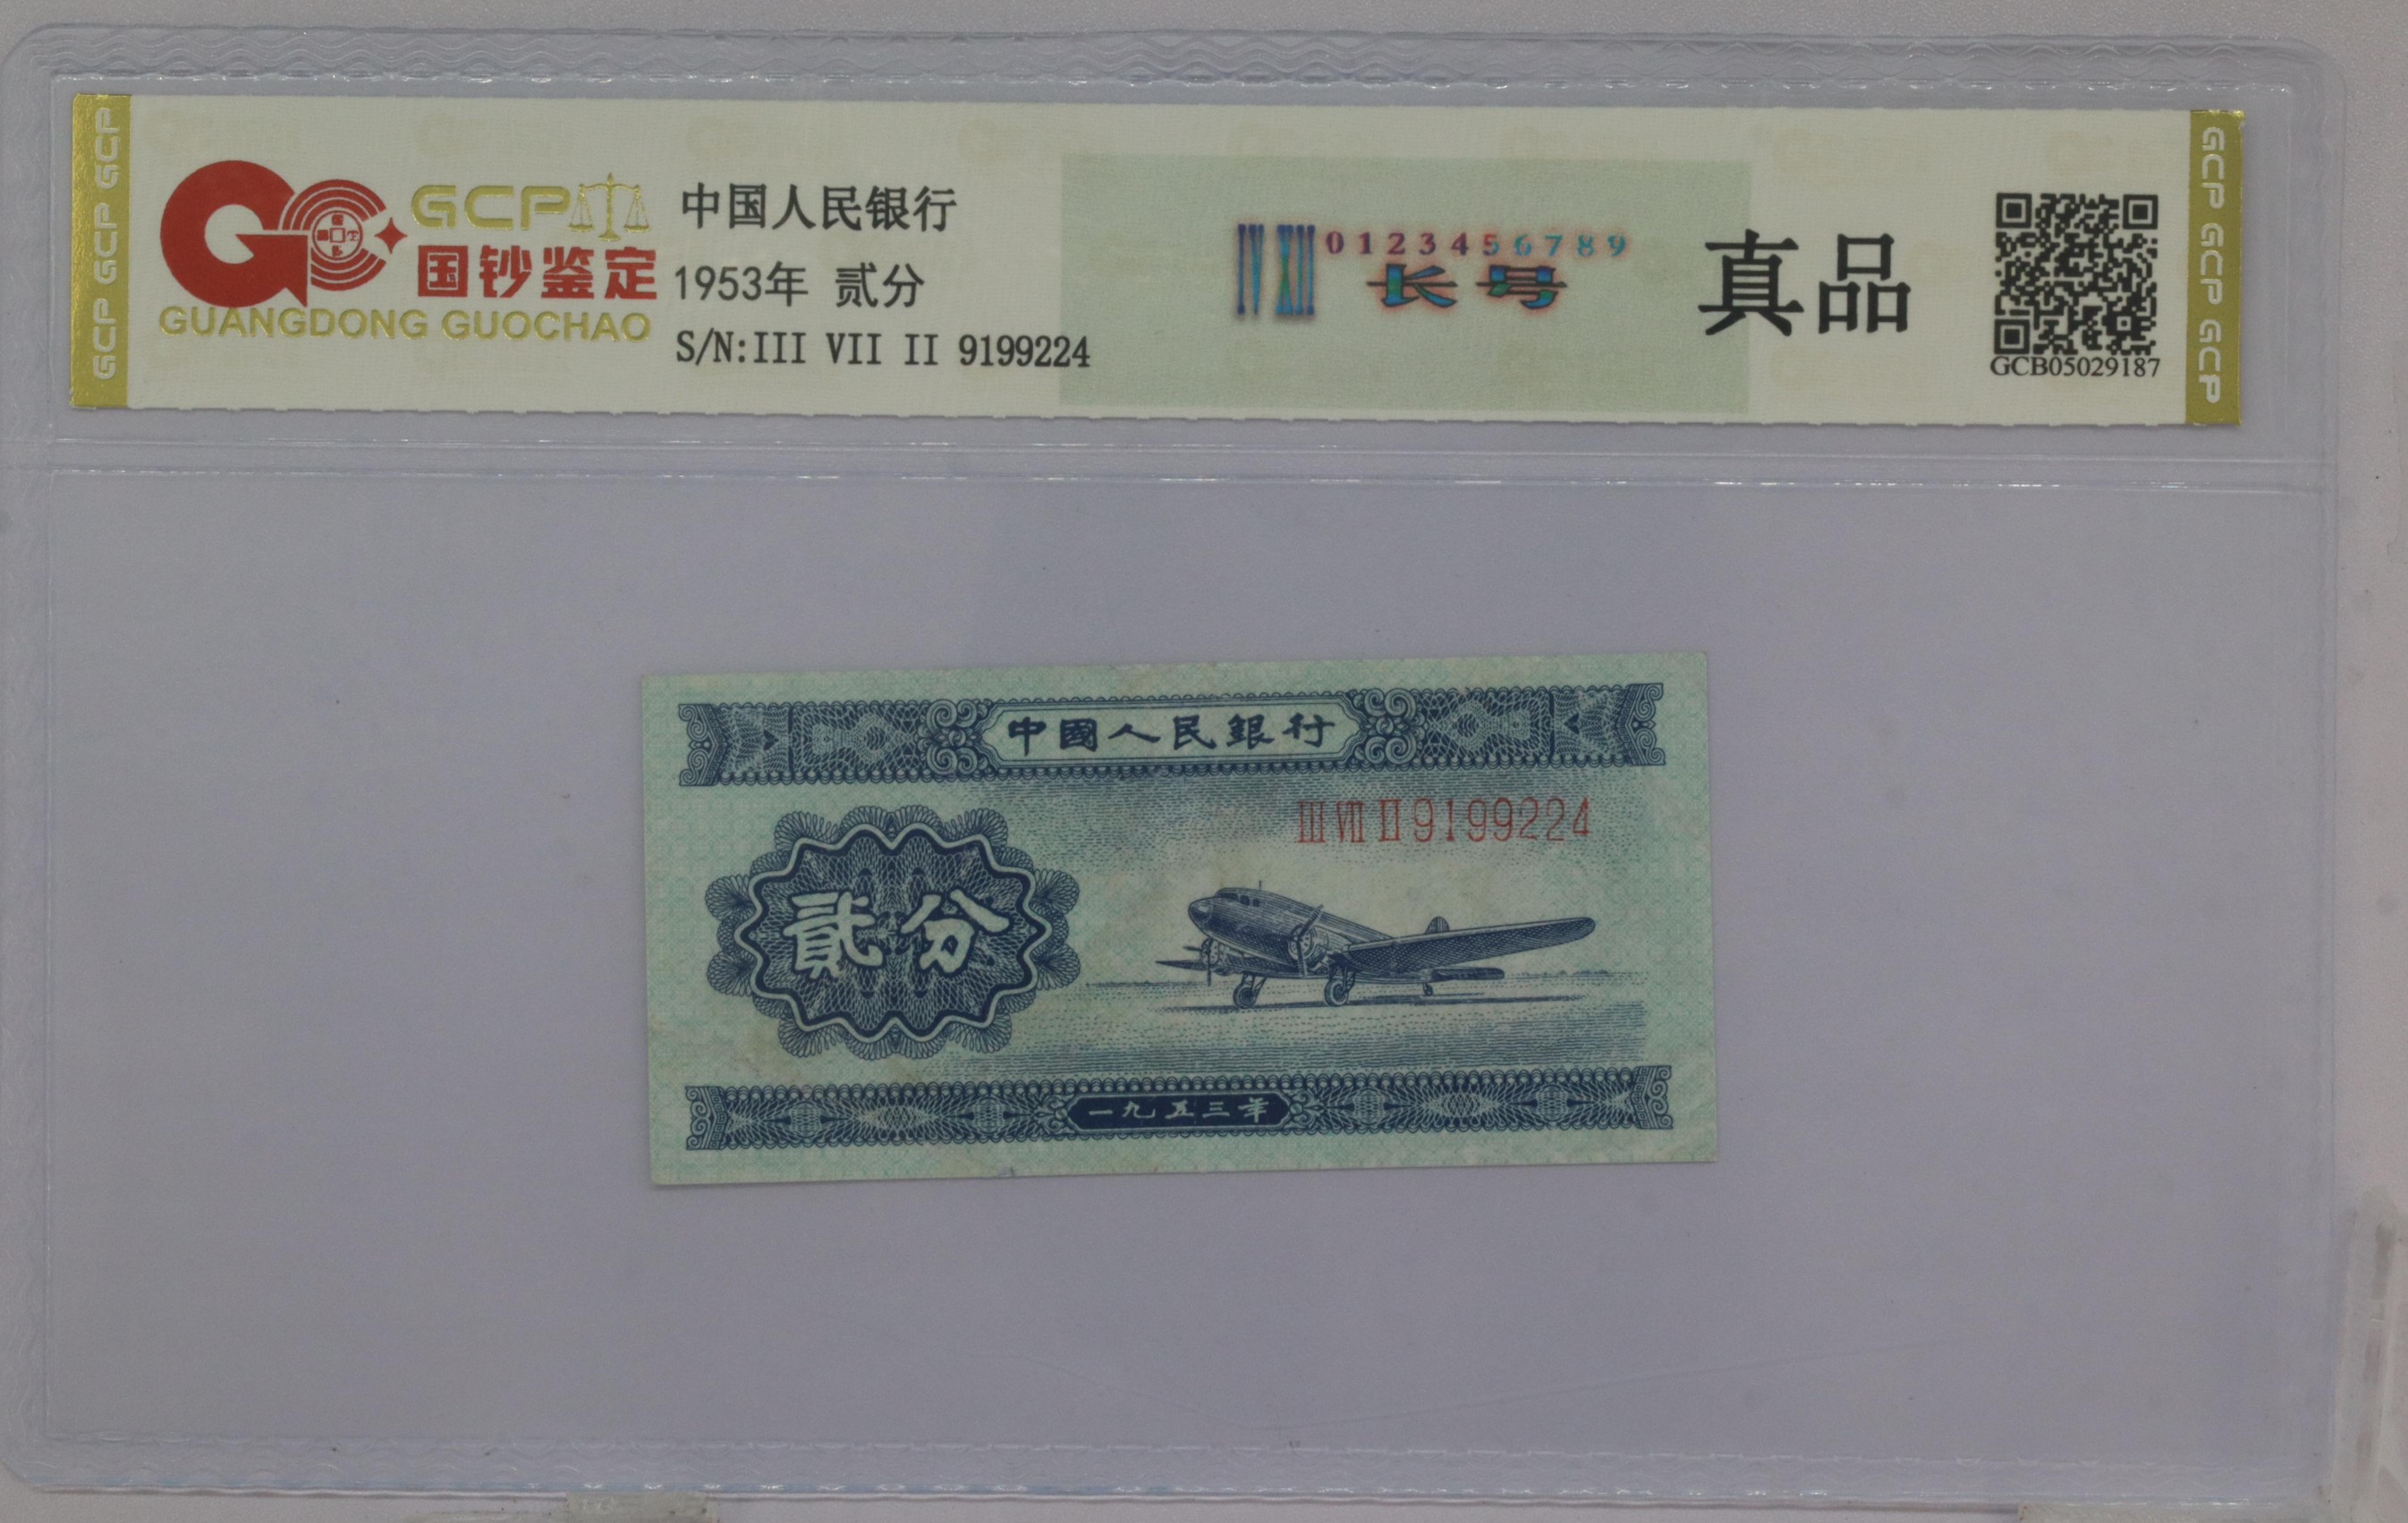 GCP GCP GCP
GCP
国钞鉴定
GUANGDONG GUOCHAO
中国人民银行
1953年 贰分
S/N:III VII II 9199224
IV XII 0123456789
长号
真品
GCB05029187
GCP GCP GCP
中國人民銀行
III VII II 9199224
貳分
一九五三年